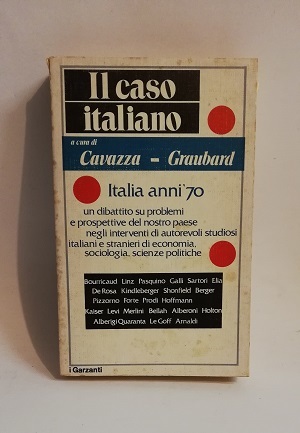 Il caso
italiano
a cura di
Cavazza - Graubard
Italia anni '70
un dibattito su problemi
e prospettive del nostro paese
negli interventi di autorevoli studiosi
italiani e stranieri di economia,
sociologia, scienze politiche
Bourricaud Linz Pasquino Galli Sartori Elia
De Rosa Kindleberger Shonfield Berger
Pizzorno Forte Prodi Hoffmann
Kaiser Levi Merlini Bellah Alberoni Holton
Alberigi Quaranta Le Goff Arnaldi
i Garzanti